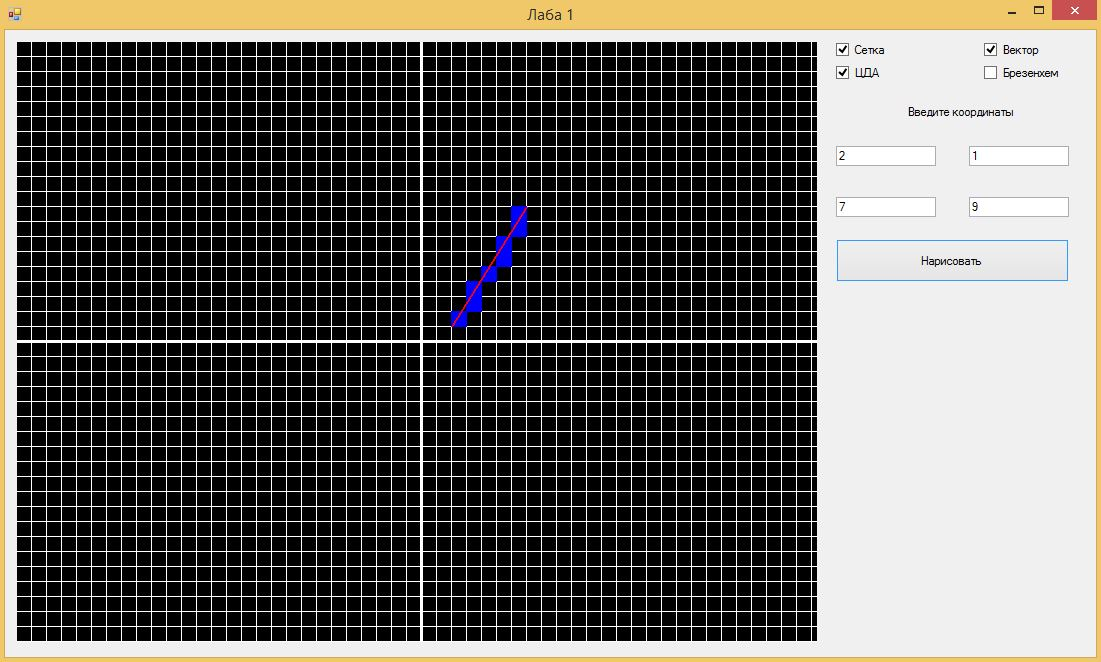 Лаба 1
Сетка Вектор
ЦДА Брезенхем
Введите координаты
2 1
7 9
Нарисовать